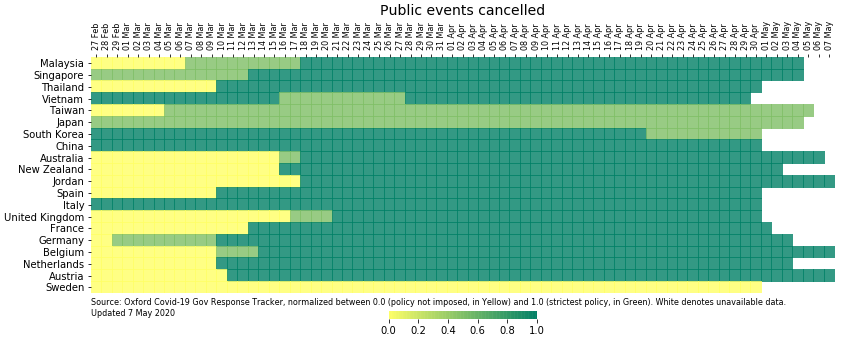 Public events cancelled
27 Feb
28 Feb
29 Feb
01 Mar
02 Mar
03 Mar
04 Mar
05 Mar
06 Mar
07 Mar
08 Mar
09 Mar
10 Mar
11 Mar
12 Mar
13 Mar
14 Mar
15 Mar
16 Mar
17 Mar
18 Mar
19 Mar
20 Mar
21 Mar
22 Mar
23 Mar
24 Mar
25 Mar
26 Mar
27 Mar
28 Mar
29 Mar
30 Mar
31 Mar
01 Apr
02 Apr
03 Apr
04 Apr
05 Apr
06 Apr
07 Apr
08 Apr
09 Apr
10 Apr
11 Apr
12 Apr
13 Apr
14 Apr
15 Apr
16 Apr
17 Apr
18 Apr
19 Apr
20 Apr
21 Apr
22 Apr
23 Apr
24 Apr
25 Apr
26 Apr
27 Apr
28 Apr
29 Apr
30 Apr
01 May
02 May
03 May
04 May
05 May
06 May
07 May
Malaysia
Singapore
Thailand
Vietnam
Taiwan
Japan
South Korea
China
Australia
New Zealand
Jordan
Spain
Italy
United Kingdom
France
Germany
Belgium
Netherlands
Austria
Sweden
Source: Oxford Covid-19 Gov Response Tracker, normalized between 0.0 (policy not imposed, in Yellow) and 1.0 (strictest policy, in Green). White denotes unavailable data.
Updated 7 May 2020
0.0 0.2 0.4 0.6 0.8 1.0